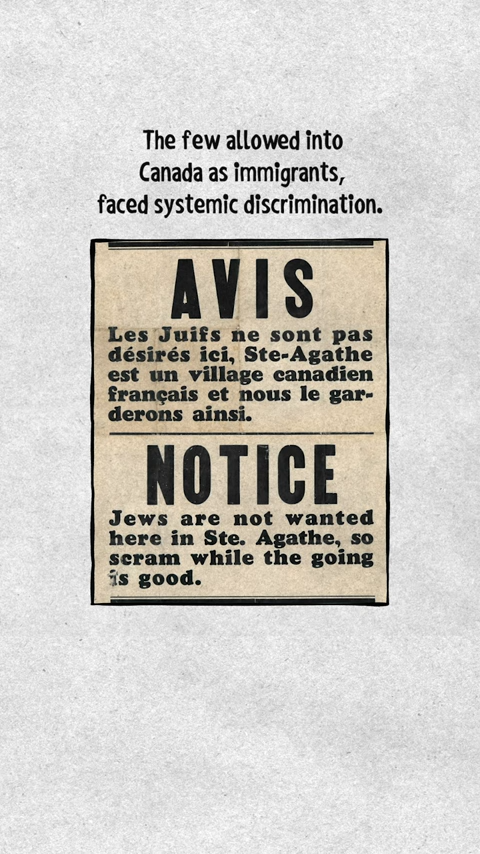 The few allowed into
Canada as immigrants,
faced systemic discrimination.
AVIS
Les Juifs ne sont pas
désirés ici, Ste-Agathe
est un village canadien
français et nous le gar-
derons ainsi.
NOTICE
Jews are not wanted
here in Ste. Agathe, so
scram while the going
is good.